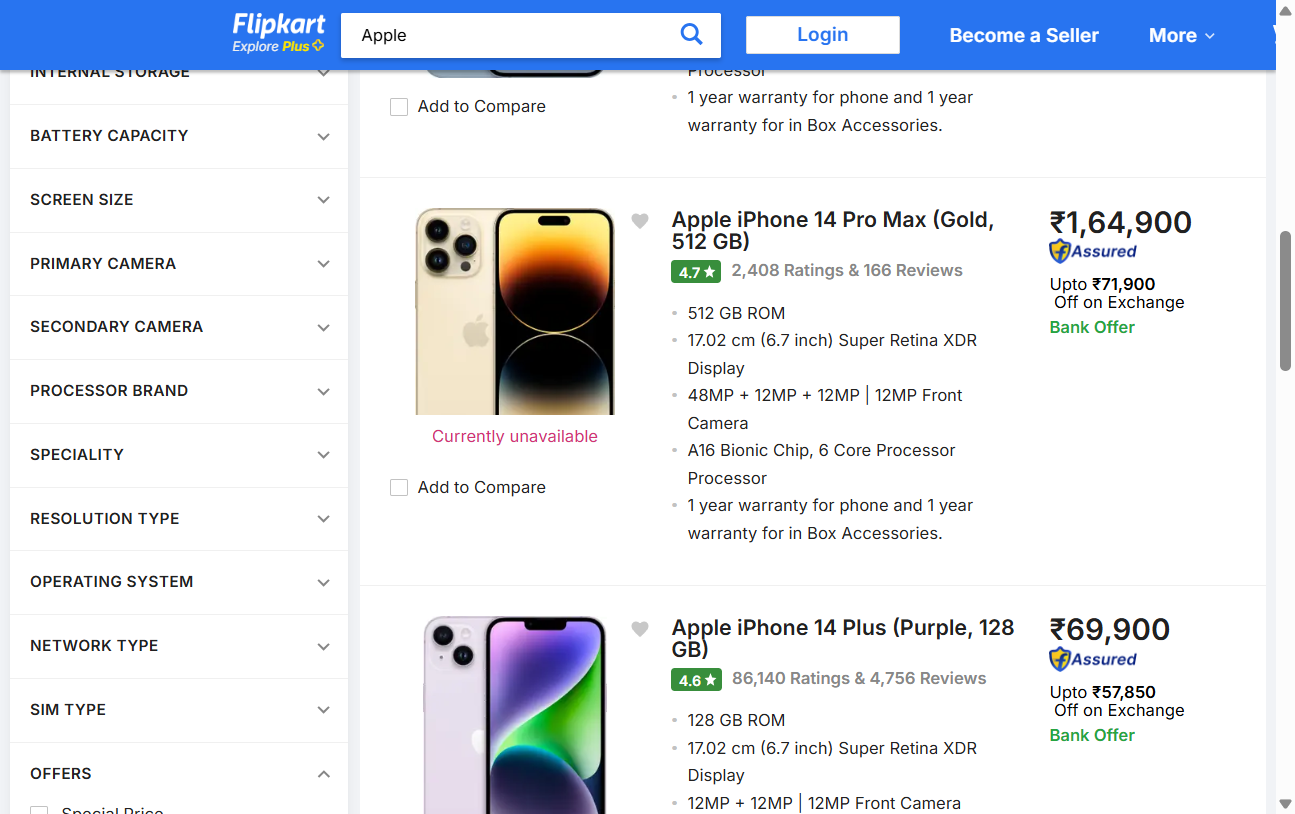 Flipkart
Explore Plus
Apple
Login
Become a Seller
More
INTERNAL STORAGE
BATTERY CAPACITY
SCREEN SIZE
PRIMARY CAMERA
SECONDARY CAMERA
PROCESSOR BRAND
SPECIALITY
RESOLUTION TYPE
OPERATING SYSTEM
NETWORK TYPE
SIM TYPE
OFFERS
Special Price
Add to Compare
Processor
1 year warranty for phone and 1 year
warranty for in Box Accessories.
Currently unavailable
Add to Compare
Apple iPhone 14 Pro Max (Gold,
512 GB)
4.7★ 2,408 Ratings & 166 Reviews
512 GB ROM
17.02 cm (6.7 inch) Super Retina XDR
Display
48MP + 12MP + 12MP | 12MP Front
Camera
A16 Bionic Chip, 6 Core Processor
Processor
1 year warranty for phone and 1 year
warranty for in Box Accessories.
₹1,64,900
Assured
Upto ₹71,900
Off on Exchange
Bank Offer
Apple iPhone 14 Plus (Purple, 128
GB)
4.6★ 86,140 Ratings & 4,756 Reviews
128 GB ROM
17.02 cm (6.7 inch) Super Retina XDR
Display
12MP + 12MP | 12MP Front Camera
₹69,900
Assured
Upto ₹57,850
Off on Exchange
Bank Offer